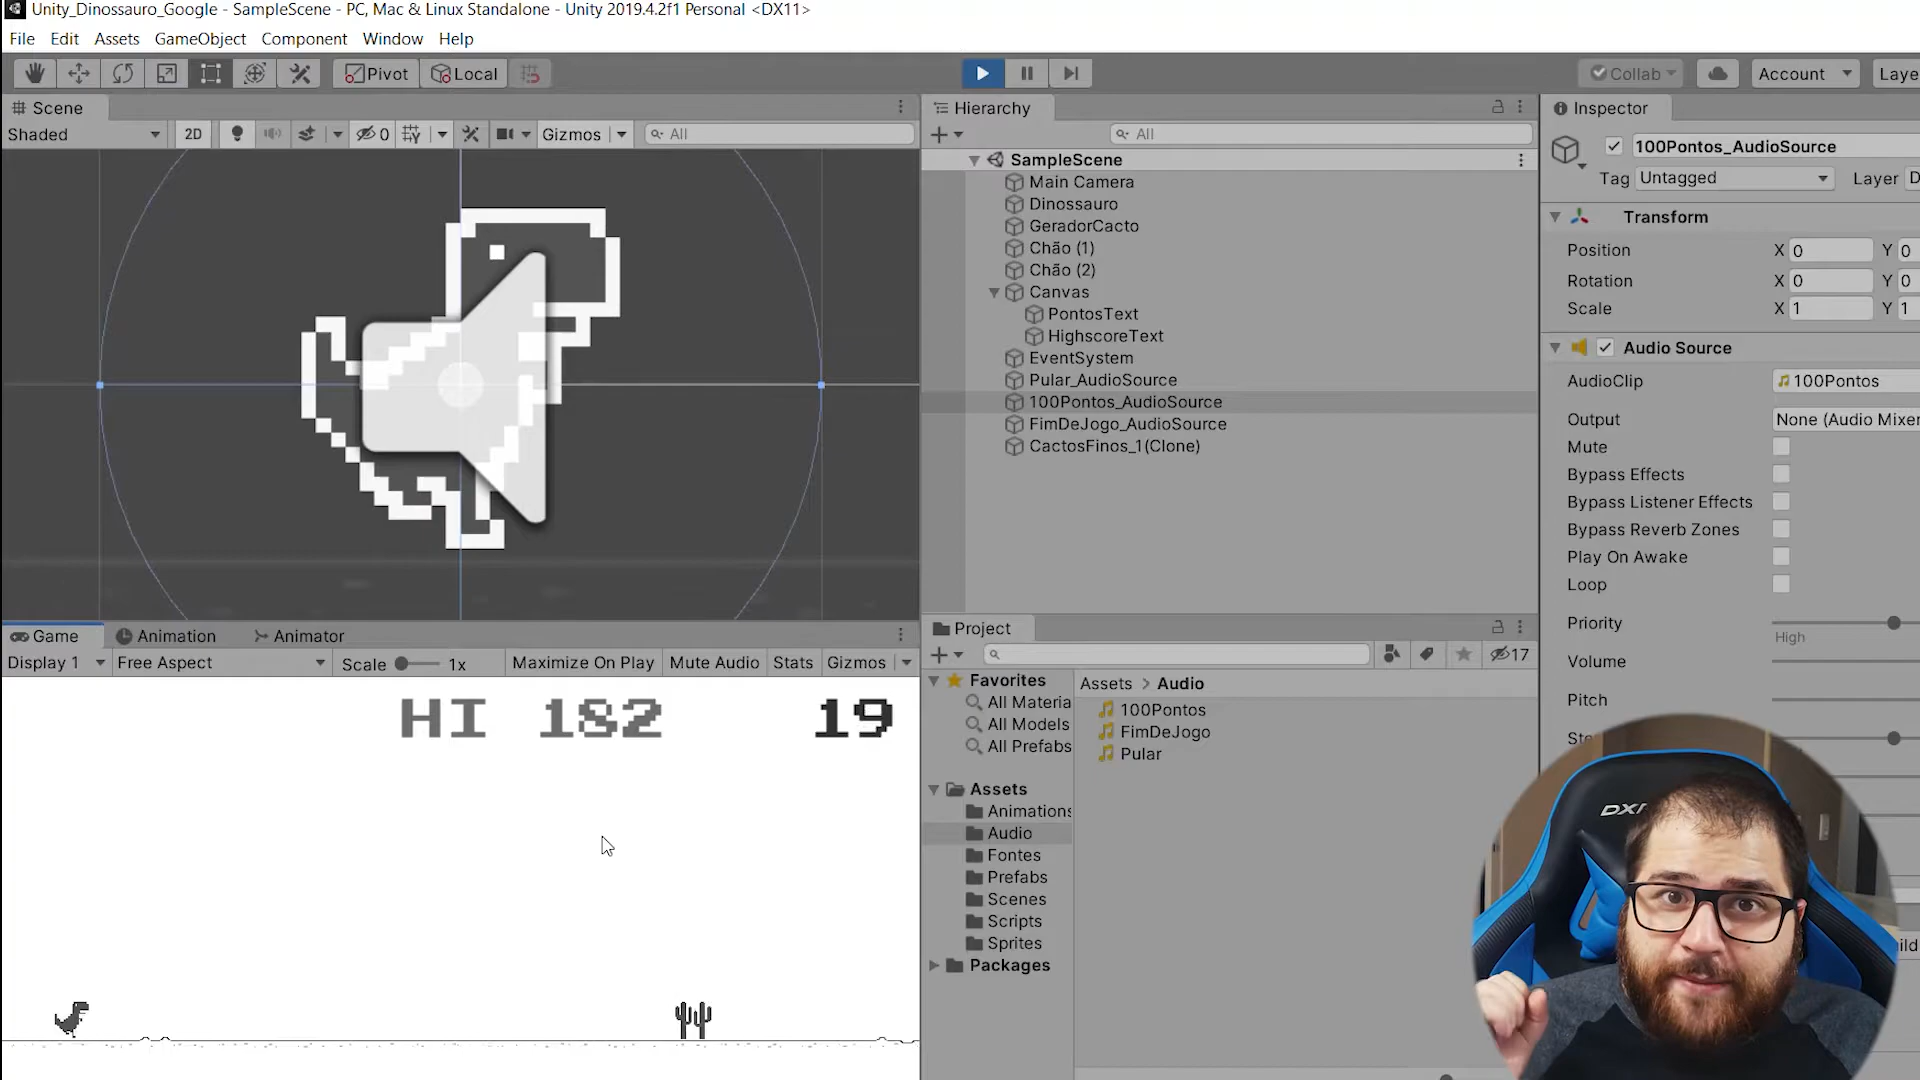 Unity_Dinossauro_Google - SampleScene - PC, Mac & Linux Standalone - Unity 2019.4.2f1 Personal <DX11>
File Edit Assets GameObject Component Window Help
Pivot Local Collab Account
Scene
Shaded 2D 0 Gizmos All
Hierarchy
All
SampleScene
Main Camera
Dinossauro
GeradorCacto
Chão (1)
Chão (2)
Canvas
PontosText
HighscoreText
EventSystem
Pular_AudioSource
100Pontos_AudioSource
FimDeJogo_AudioSource
CactosFinos_1(Clone)
Inspector
100Pontos_AudioSource
Tag Untagged Layer
Transform
Position X 0 Y 0
Rotation X 0 Y 0
Scale X 1 Y 1
Audio Source
AudioClip 100Pontos
Output None (Audio Mixer
Mute
Bypass Effects
Bypass Listener Effects
Bypass Reverb Zones
Play On Awake
Loop
Priority
High
Volume
Pitch
Game Animation Animator
Display 1 Free Aspect Scale 1x Maximize On Play Mute Audio Stats Gizmos
HI 182 19
Project
17
Favorites
All Materia
All Models
All Prefabs
Assets
Animations
Audio
Fontes
Prefabs
Scenes
Scripts
Sprites
Packages
Assets > Audio
100Pontos
FimDeJogo
Pular